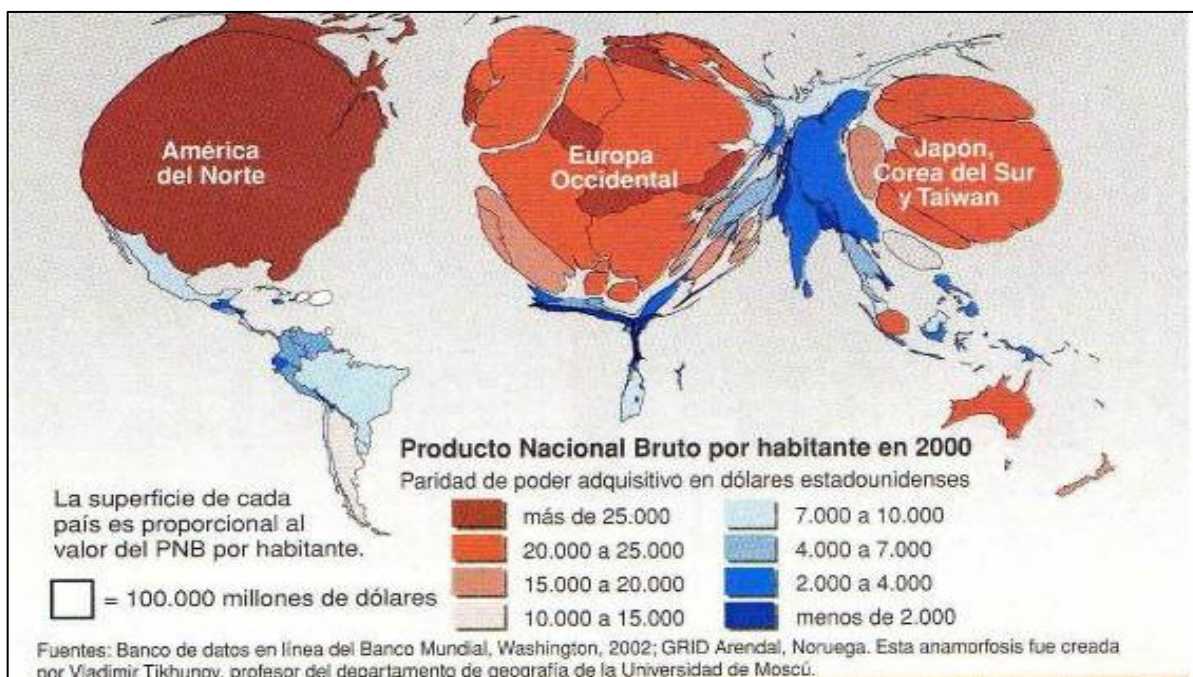 América
del Norte
Europa
Occidental
Japón,
Corea del Sur
y Taiwan
Producto Nacional Bruto por habitante en 2000
Paridad de poder adquisitivo en dólares estadounidenses
más de 25.000
20.000 a 25.000
15.000 a 20.000
10.000 a 15.000
7.000 a 10.000
4.000 a 7.000
2.000 a 4.000
menos de 2.000
La superficie de cada
país es proporcional al
valor del PNB por habitante.
= 100.000 millones de dólares
Fuentes: Banco de datos en línea del Banco Mundial, Washington, 2002; GRID Arendal, Noruega. Esta anamorfosis fue creada
por Vladimir Tikhunov, profesor del departamento de geografía de la Universidad de Moscú.